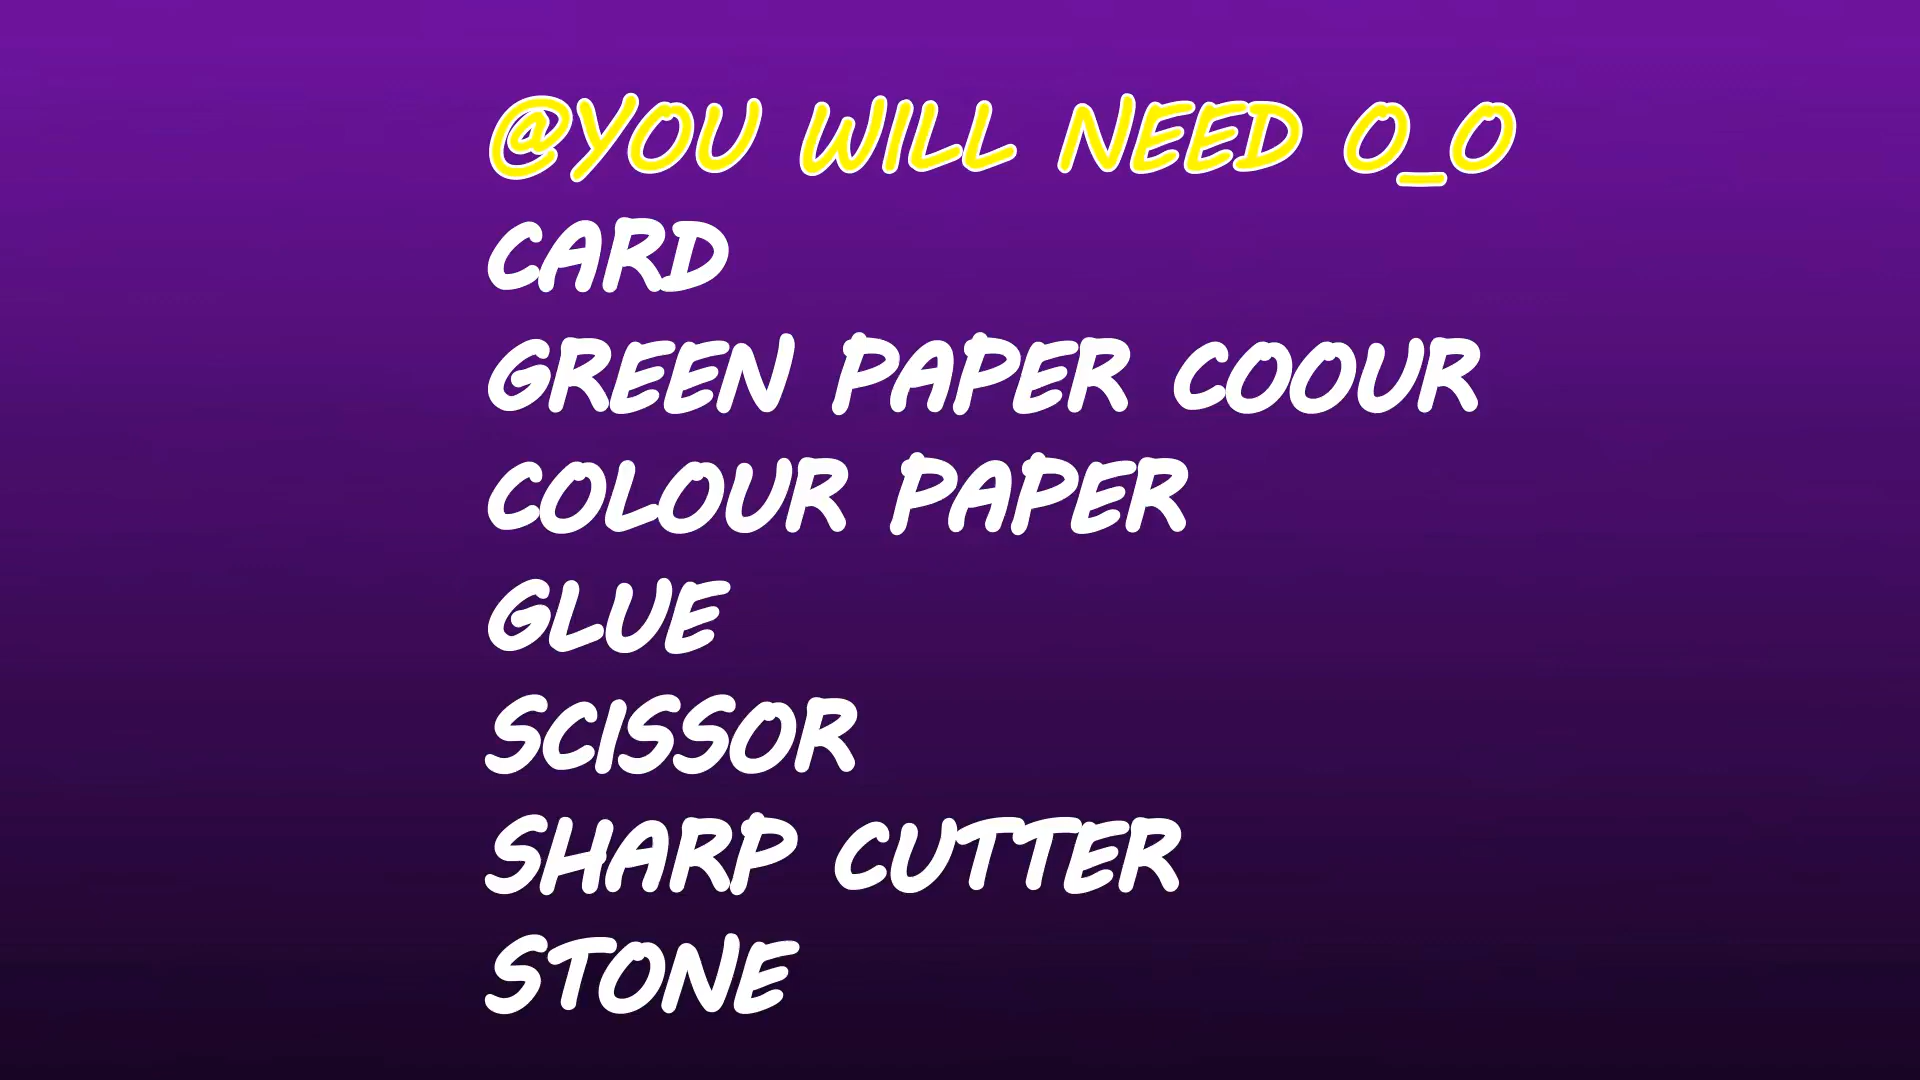 @YOU WILL NEED O_O
CARD
GREEN PAPER COOUR
COLOUR PAPER
GLUE
SCISSOR
SHARP CUTTER
STONE